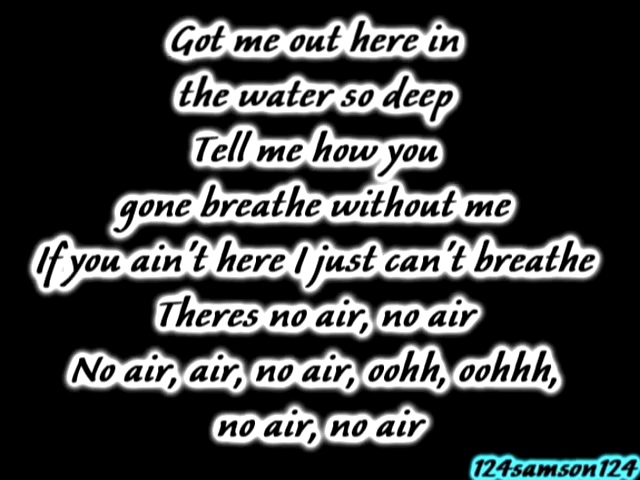 Got me out here in
the water so deep
Tell me how you
gone breathe without me
If you ain't here I just can't breathe
Theres no air, no air
No air, air, no air, oohh, oohhh,
no air, no air
124samson124